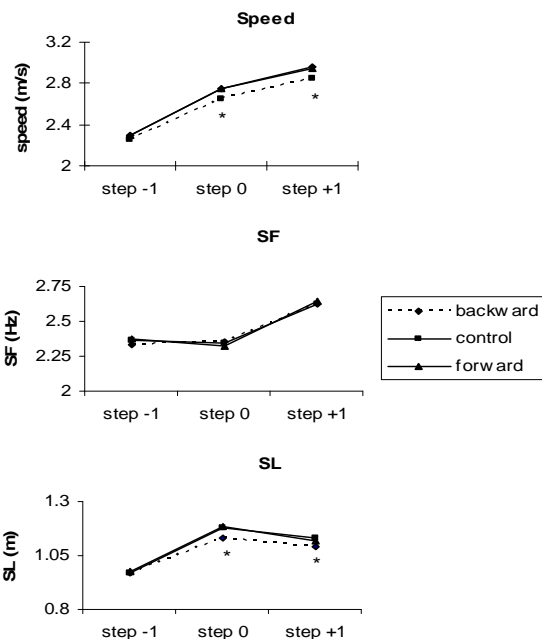 Speed
3.2
2.8
2.4
2
speed (m/s)
step -1 step 0 step +1
* *
SF
2.75
2.5
2.25
2
SF (Hz)
step -1 step 0 step +1
backward
control
forward
SL
1.3
1.05
0.8
SL (m)
* *
step -1 step 0 step +1